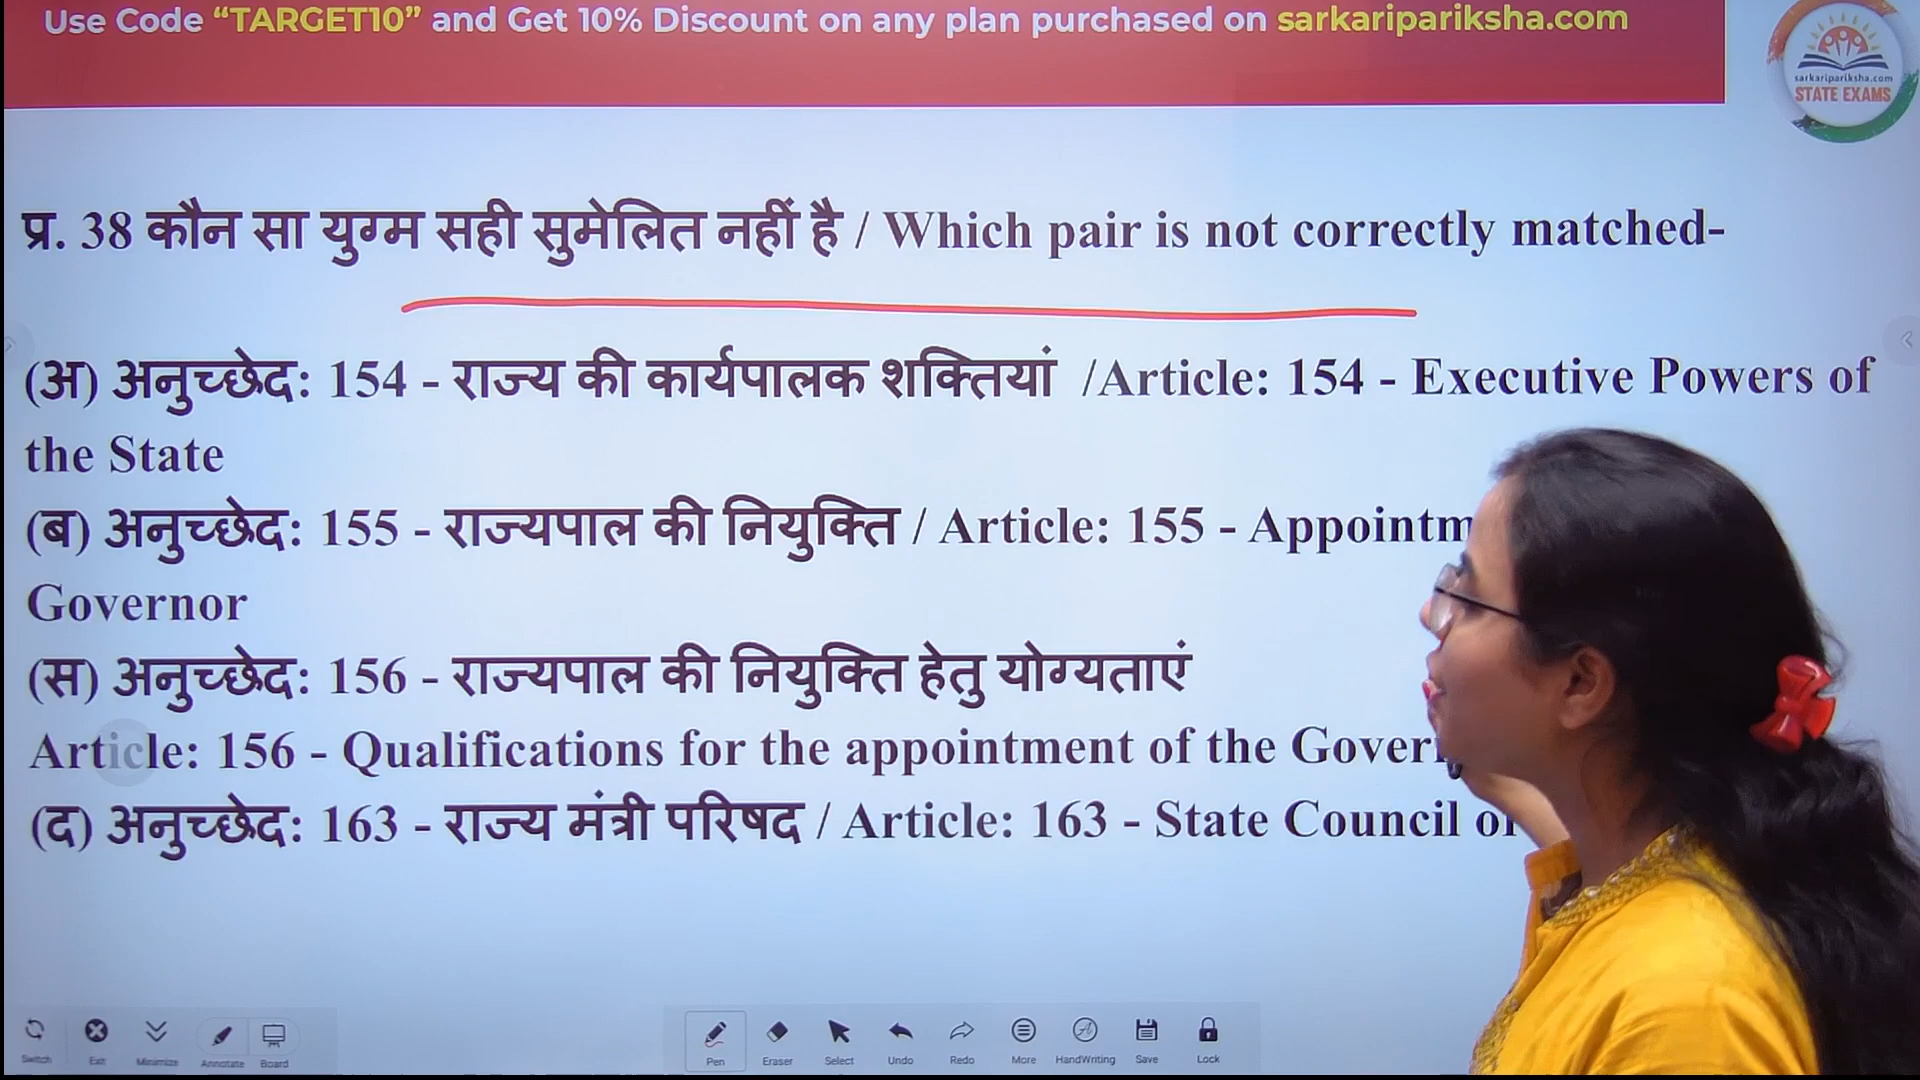 Use Code “TARGET10” and Get 10% Discount on any plan purchased on sarkaripariksha.com
sarkaripariksha.com
STATE EXAMS
प्र. 38 कौन सा युग्म सही सुमेलित नहीं है / Which pair is not correctly matched-
(अ) अनुच्छेद: 154 - राज्य की कार्यपालक शक्तियां /Article: 154 - Executive Powers of
the State
(ब) अनुच्छेद: 155 - राज्यपाल की नियुक्ति / Article: 155 -
Governor
(स) अनुच्छेद: 156 - राज्यपाल की नियुक्ति हेतु योग्यताएं
Article: 156 - Qualifications for the appointment of the
(द) अनुच्छेद: 163 - राज्य मंत्री परिषद / Article: 163 - State Council
Switch Exit Minimize Annotate Board Pen Eraser Select Undo Redo More HandWriting Save Lock